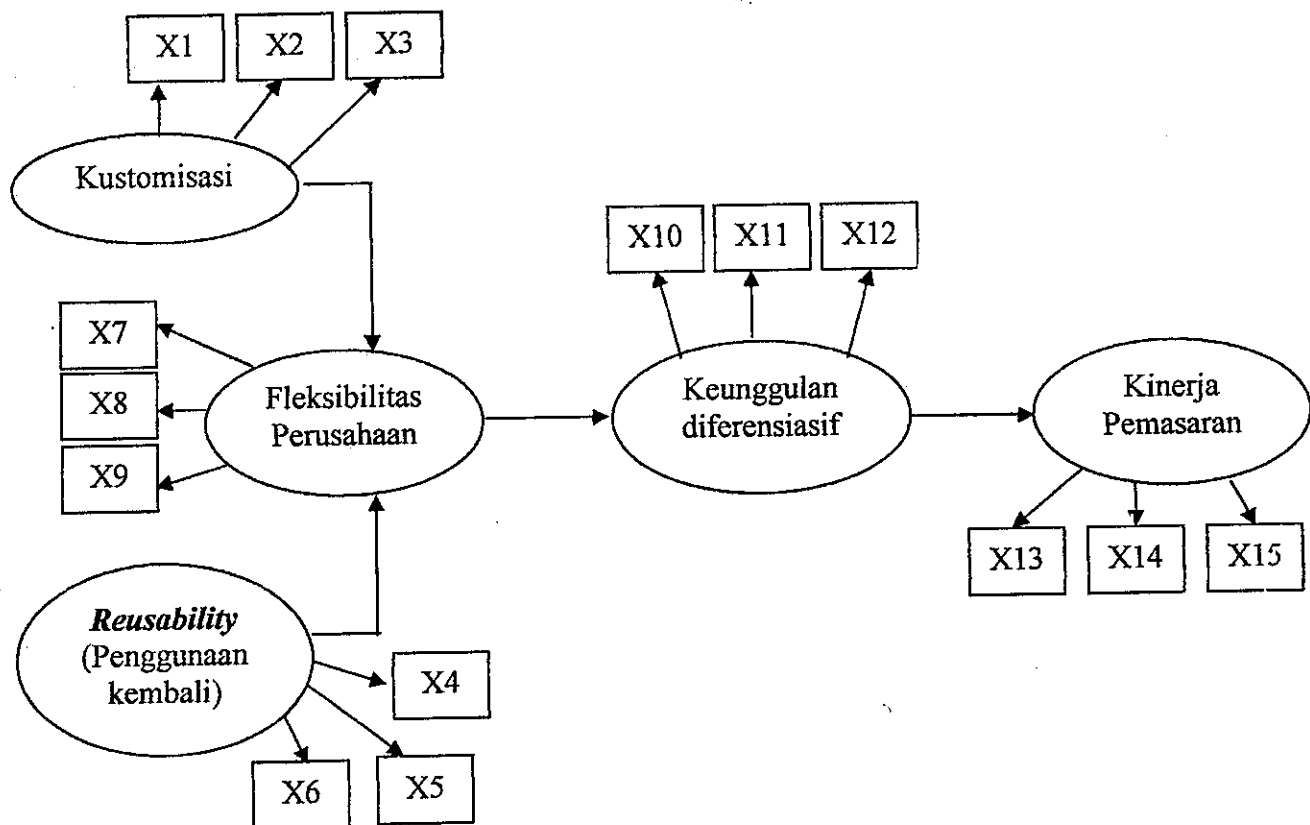 X1
X2
X3
Kustomisasi
X10
X11
X12
X7
X8
X9
Fleksibilitas
Perusahaan
Keunggulan
diferensiasif
Kinerja
Pemasaran
X13
X14
X15
Reusability
(Penggunaan
kembali)
X4
X5
X6